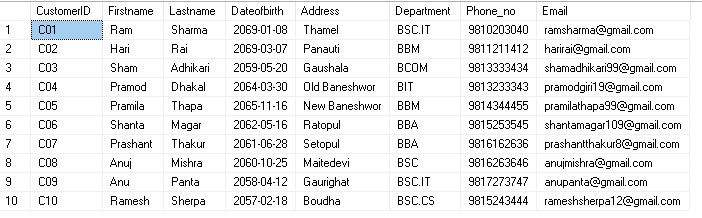 CustomerID Firstname Lastname Dateofbirth Address Department Phone_no Email
1 C01 Ram Sharma 2069-01-08 Thamel BSC.IT 9810203040 ramsharma@gmail.com
2 C02 Hari Rai 2069-03-07 Panauti BBM 9811211412 harirai@gmail.com
3 C03 Sham Adhikari 2059-05-20 Gaushala BCOM 9813333434 shamadhikari99@gmail.com
4 C04 Pramod Dhakal 2064-03-30 Old Baneshwor BIT 9813233343 pramodgiri19@gmail.com
5 C05 Pramila Thapa 2065-11-16 New Baneshwor BBM 9814344455 pramilathapa99@gmail.com
6 C06 Shanta Magar 2062-05-16 Ratopul BBA 9815253545 shantamagar109@gmail.com
7 C07 Prashant Thakur 2061-06-28 Setopul BBA 9816162636 prashantthakur8@gmail.com
8 C08 Anuj Mishra 2060-10-25 Maitedevi BSC 9816263646 anujmishra@gmail.com
9 C09 Anu Panta 2058-04-12 Gaurighat BSC.IT 9817273747 anupanta@gmail.com
10 C10 Ramesh Sherpa 2057-02-18 Boudha BSC.CS 9815243444 rameshsherpa12@gmail.com